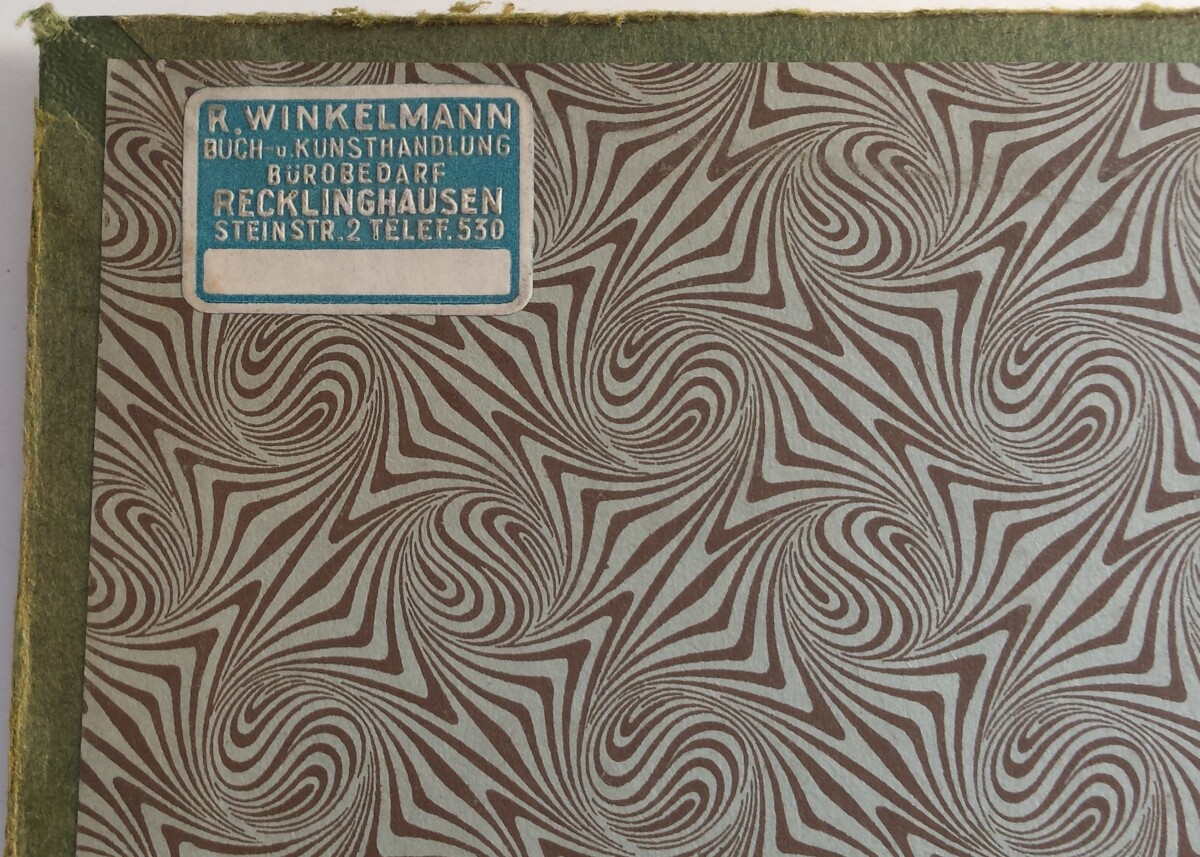 R. WINKELMANN
BUCH- u. KUNSTHANDLUNG
BÜROBEDARF
RECKLINGHAUSEN
STEINSTR. 2 TELEF. 530